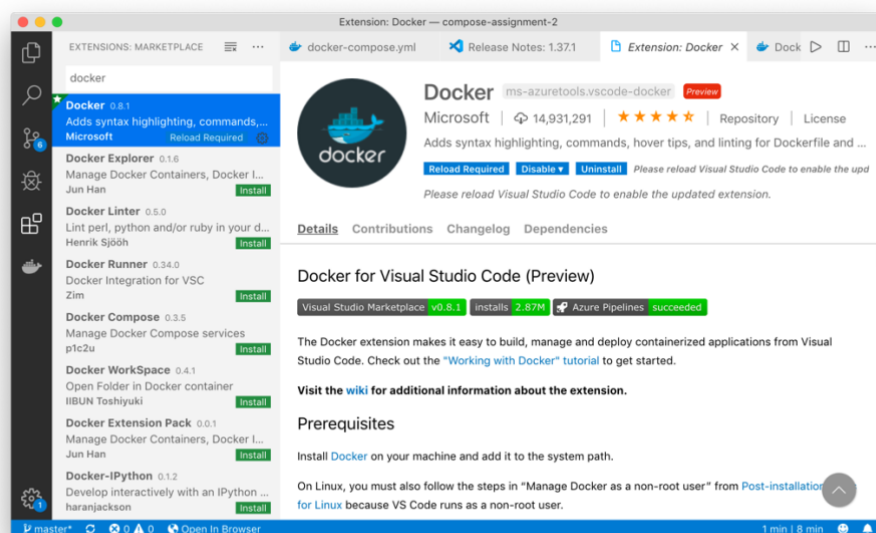 Extension: Docker — compose-assignment-2
EXTENSIONS: MARKETPLACE
docker
Docker 0.8.1
Adds syntax highlighting, commands,...
Microsoft Reload Required
Docker Explorer 0.1.6
Manage Docker Containers, Docker I...
Jun Han Install
Docker Linter 0.5.0
Lint perl, python and/or ruby in your d...
Henrik Sjööh Install
Docker Runner 0.34.0
Docker Integration for VSC
Zim Install
Docker Compose 0.3.5
Manage Docker Compose services
p1c2u Install
Docker WorkSpace 0.4.1
Open Folder in Docker container
IIBUN Toshiyuki Install
Docker Extension Pack 0.0.1
Manage Docker Containers, Docker I...
Jun Han Install
Docker-IPython 0.1.2
Develop interactively with an IPython ...
haranjackson Install
6
1
docker-compose.yml Release Notes: 1.37.1 Extension: Docker Dock
docker
Docker ms-azuretools.vscode-docker Preview
Microsoft 14,931,291 Repository License
Adds syntax highlighting, commands, hover tips, and linting for Dockerfile and ...
Reload Required Disable Uninstall Please reload Visual Studio Code to enable the upd
Please reload Visual Studio Code to enable the updated extension.
Details Contributions Changelog Dependencies
Docker for Visual Studio Code (Preview)
Visual Studio Marketplace v0.8.1 installs 2.87M Azure Pipelines succeeded
The Docker extension makes it easy to build, manage and deploy containerized applications from Visual
Studio Code. Check out the "Working with Docker" tutorial to get started.
Visit the wiki for additional information about the extension.
Prerequisites
Install Docker on your machine and add it to the system path.
On Linux, you must also follow the steps in “Manage Docker as a non-root user” from Post-installation
for Linux because VS Code runs as a non-root user.
master* 0 0 Open In Browser 1 min | 8 min